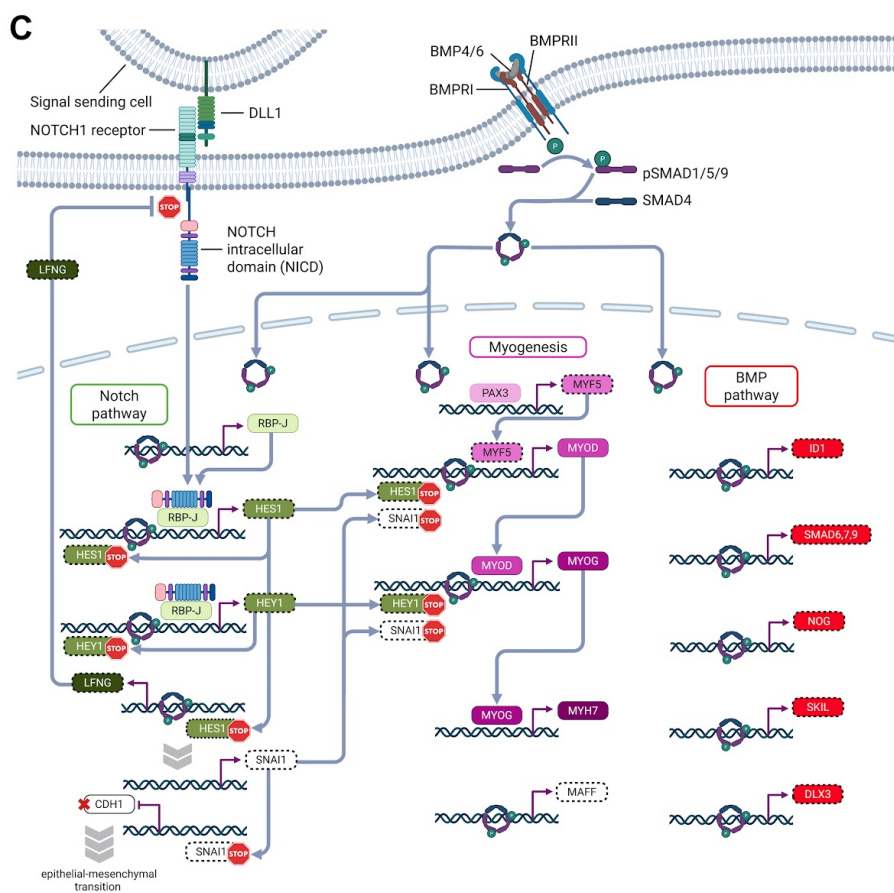 C
BMP4/6
BMPRII
BMPRI
Signal sending cell
DLL1
NOTCH1 receptor
P
P
pSMAD1/5/9
SMAD4
STOP
NOTCH
intracellular
domain (NICD)
P
LFNG
P
P
P
Myogenesis
Notch
pathway
BMP
pathway
PAX3
MYF5
RBP-J
P
MYF5
MYOD
P
ID1
P
HES1
STOP
RBP-J
HES1
SNAI1
STOP
P
HES1
STOP
SMAD6,7,9
P
MYOD
MYOG
P
RBP-J
HEY1
HEY1
STOP
P
HEY1
STOP
SNAI1
STOP
NOG
P
LFNG
P
HES1
STOP
MYOG
MYH7
SKIL
P
SNAI1
CDH1
MAFF
P
DLX3
P
SNAI1
STOP
epithelial-mesenchymal
transition